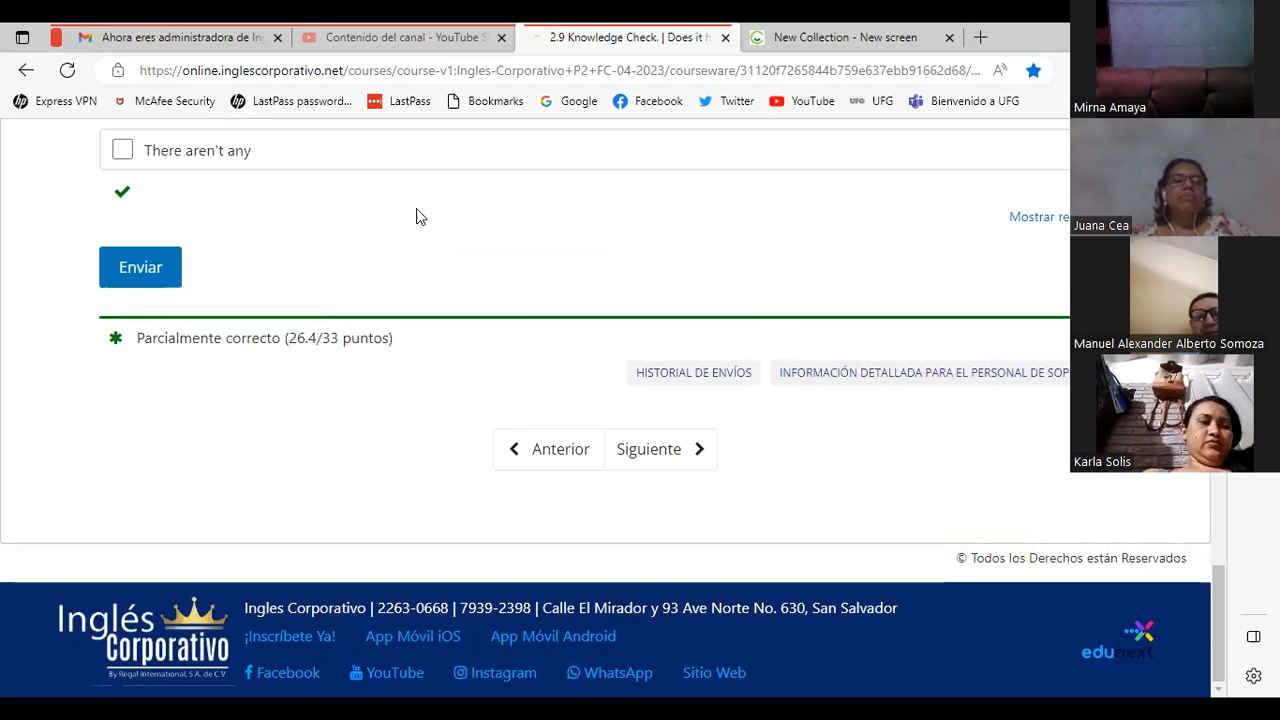 Ahora eres administradora de In
Contenido del canal - YouTube S
2.9 Knowledge Check. | Does it h
New Collection - New screen
https://online.inglescorporativo.net/courses/course-v1:Ingles-Corporativo+P2+FC-04-2023/courseware/31120f7265844b759e637ebb91662d68/...
Express VPN
McAfee Security
LastPass password...
LastPass
Bookmarks
Google
Facebook
Twitter
YouTube
UFG
UFG
Bienvenido a UFG
Mirna Amaya
There aren't any
Mostrar re
Juana Cea
Enviar
Parcialmente correcto (26.4/33 puntos)
Manuel Alexander Alberto Somoza
HISTORIAL DE ENVÍOS
INFORMACIÓN DETALLADA PARA EL PERSONAL DE SOP
Anterior
Siguiente
Karla Solis
© Todos los Derechos están Reservados
Inglés
Corporativo
By Regal International, S.A. de C.V
Ingles Corporativo | 2263-0668 | 7939-2398 | Calle El Mirador y 93 Ave Norte No. 630, San Salvador
¡Inscríbete Ya!
App Móvil iOS
App Móvil Android
Facebook
YouTube
Instagram
WhatsApp
Sitio Web
edunext